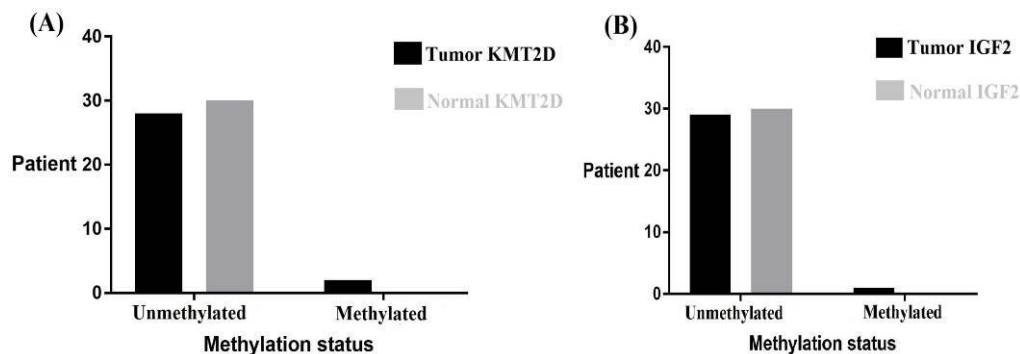 (A)
40
30
Patient 20
10
0
Unmethylated Methylated
Methylation status
Tumor KMT2D
Normal KMT2D
(B)
40
30
Patient 20
10
0
Unmethylated Methylated
Methylation status
Tumor IGF2
Normal IGF2